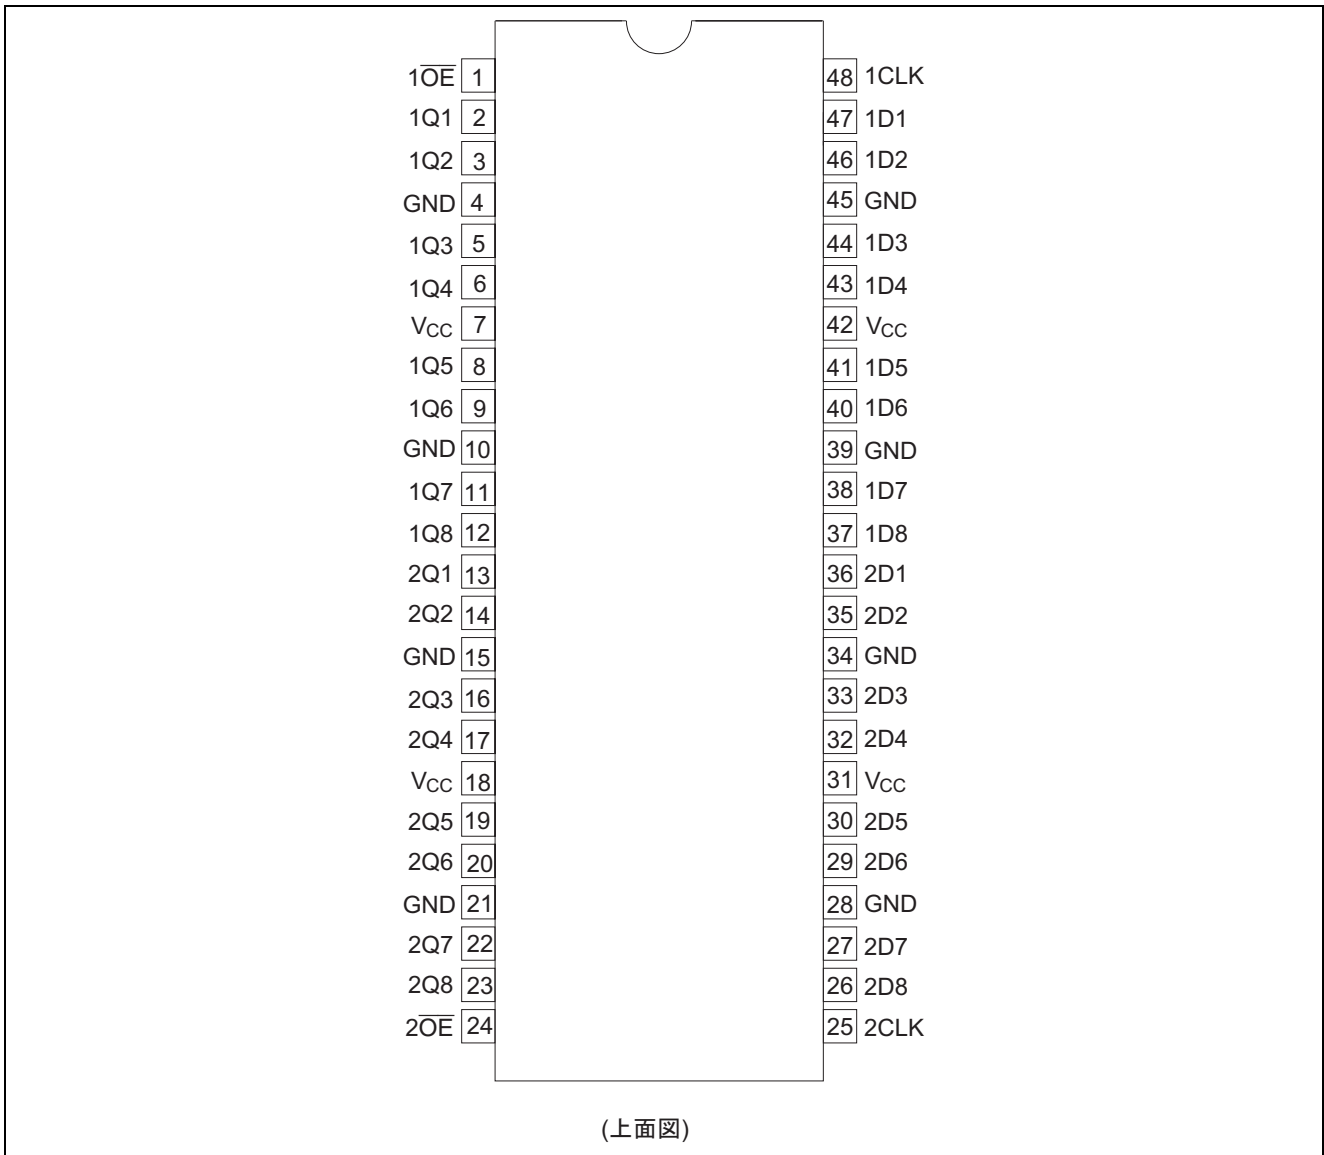 1O̅E̅ 1 48 1CLK
1Q1 2 47 1D1
1Q2 3 46 1D2
GND 4 45 GND
1Q3 5 44 1D3
1Q4 6 43 1D4
VCC 7 42 VCC
1Q5 8 41 1D5
1Q6 9 40 1D6
GND 10 39 GND
1Q7 11 38 1D7
1Q8 12 37 1D8
2Q1 13 36 2D1
2Q2 14 35 2D2
GND 15 34 GND
2Q3 16 33 2D3
2Q4 17 32 2D4
VCC 18 31 VCC
2Q5 19 30 2D5
2Q6 20 29 2D6
GND 21 28 GND
2Q7 22 27 2D7
2Q8 23 26 2D8
2O̅E̅ 24 25 2CLK
(上面図)